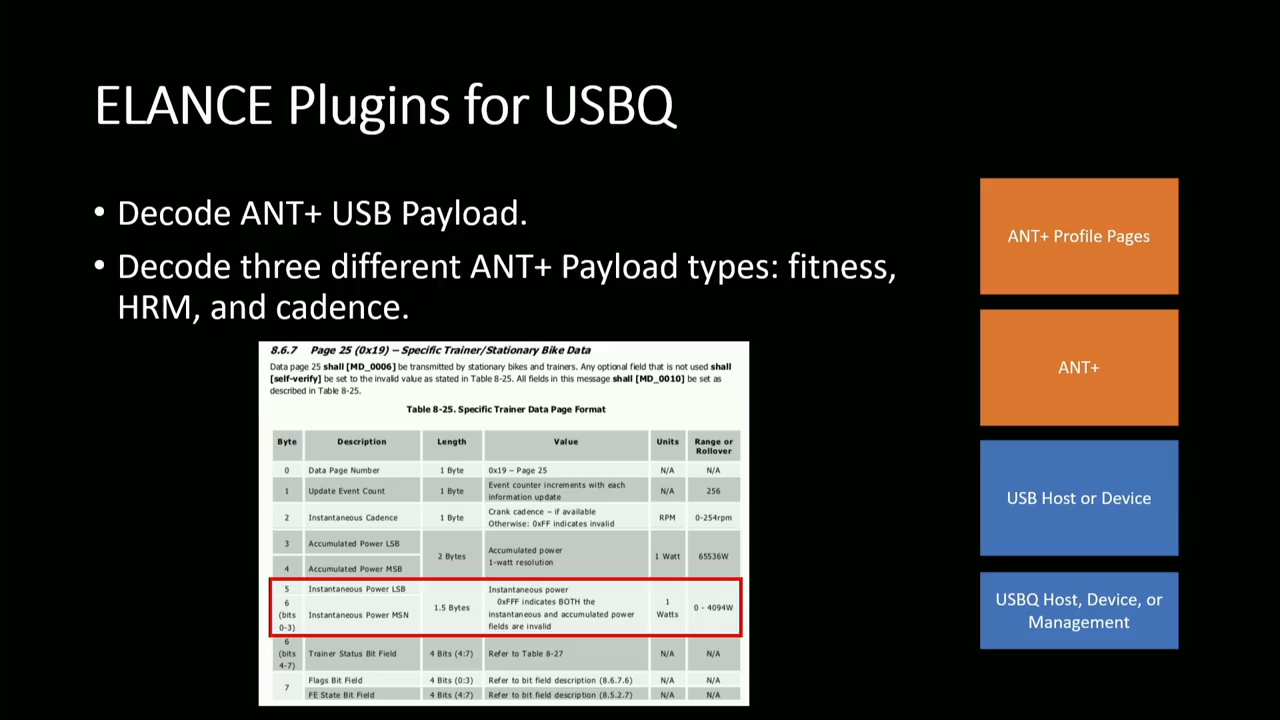 ELANCE Plugins for USBQ
• Decode ANT+ USB Payload.
• Decode three different ANT+ Payload types: fitness,
HRM, and cadence.
8.6.7 Page 25 (0x19) – Specific Trainer/Stationary Bike Data
Data page 25 shall [MD_0006] be transmitted by stationary bikes and trainers. Any optional field that is not used shall
[self-verify] be set to the invalid value as stated in Table 8-25. All fields in this message shall [MD_0010] be set as
described in Table 8-25.
Table 8-25. Specific Trainer Data Page Format
Byte Description Length Value Units Range or
Rollover
0 Data Page Number 1 Byte 0x19 – Page 25 N/A N/A
1 Update Event Count 1 Byte Event counter increments with each
information update N/A 256
2 Instantaneous Cadence 1 Byte Crank cadence – if available
Otherwise: 0xFF indicates invalid RPM 0-254rpm
3 Accumulated Power LSB
4 Accumulated Power MSB
2 Bytes Accumulated power
1-watt resolution 1 Watt 65536W
5 Instantaneous Power LSB
6
(bits
0-3) Instantaneous Power MSN
1.5 Bytes Instantaneous power
0xFFF indicates BOTH the
instantaneous and accumulated power
fields are invalid
1
Watts 0 - 4094W
6
(bits
4-7) Trainer Status Bit Field 4 Bits (4:7) Refer to Table 8-27 N/A N/A
7 Flags Bit Field 4 Bits (0:3) Refer to bit field description (8.6.7.6) N/A N/A
FE State Bit Field 4 Bits (4:7) Refer to bit field description (8.5.2.7) N/A N/A
ANT+ Profile Pages
ANT+
USB Host or Device
USBQ Host, Device, or
Management